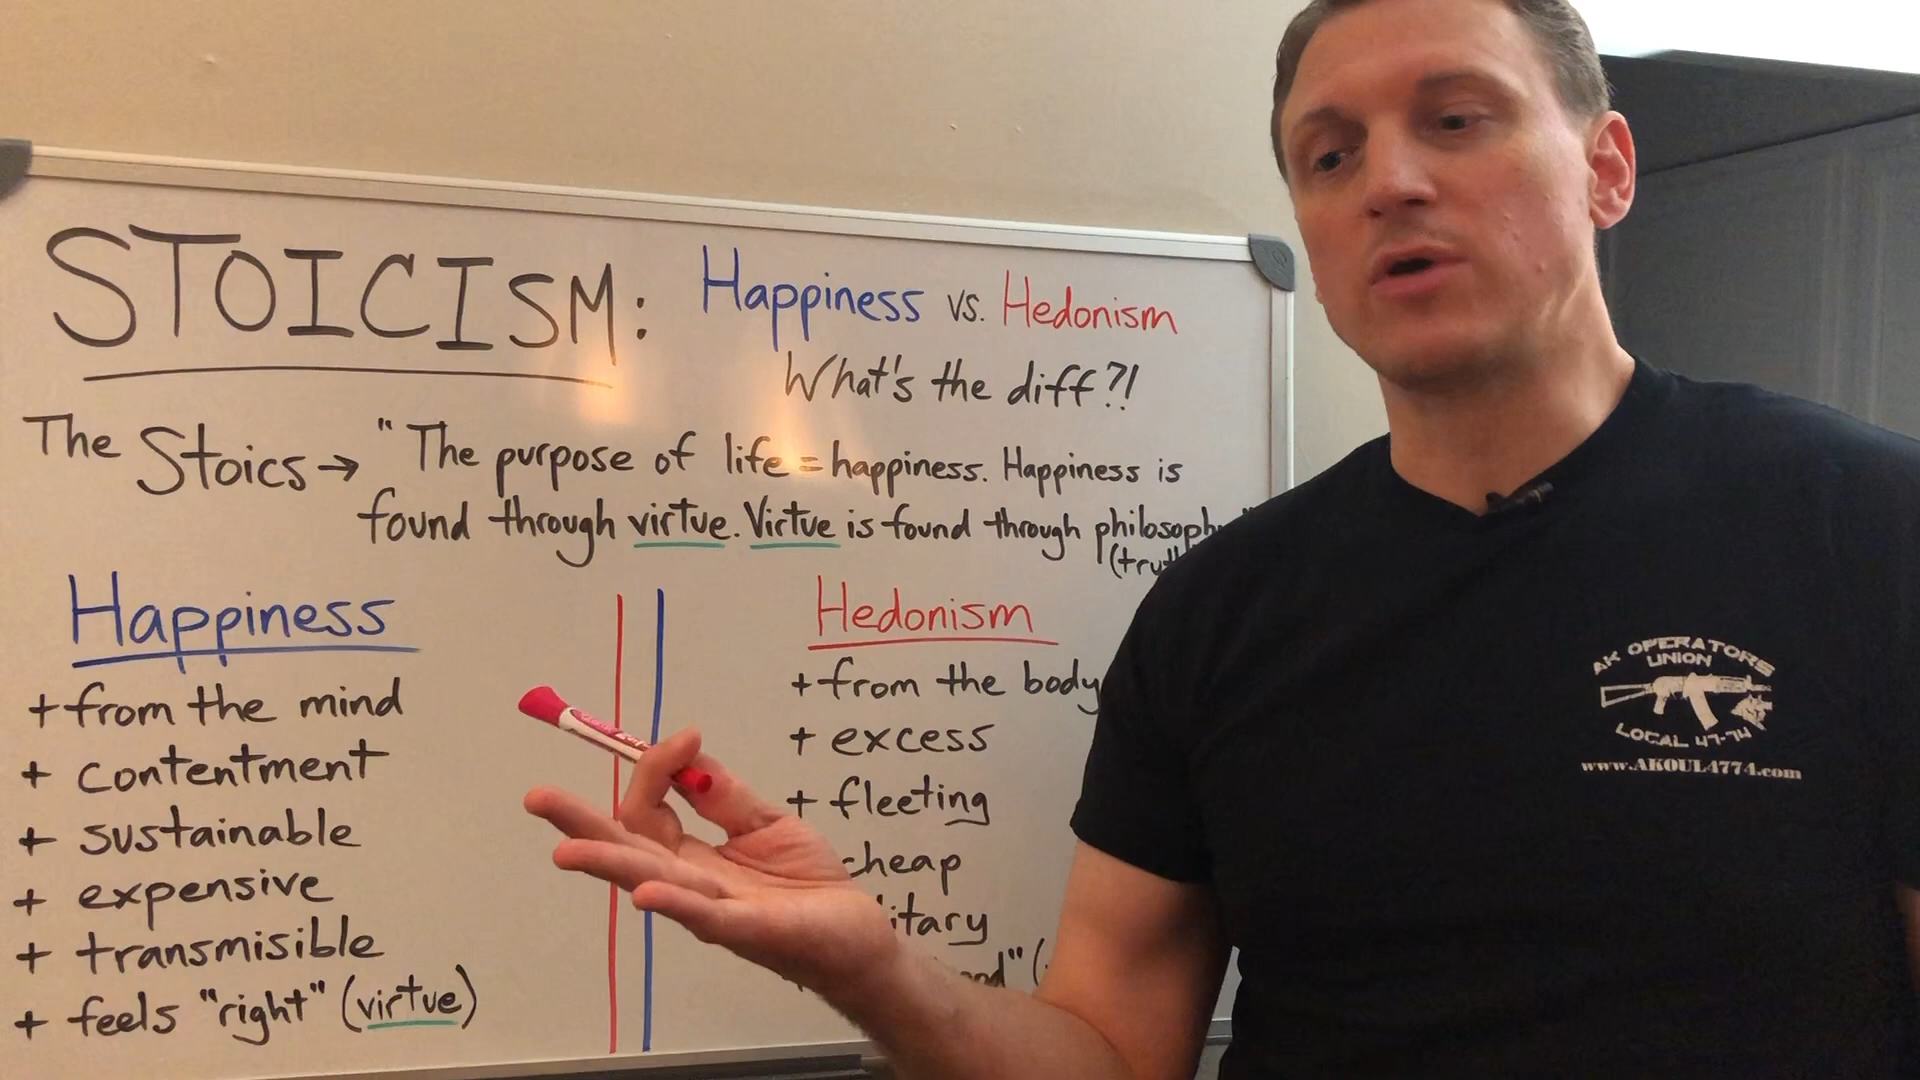 STOICISM: Happiness vs. Hedonism
What's the diff?!
The Stoics → "The purpose of life = happiness. Happiness is
found through virtue. Virtue is found through
Happiness
+ from the mind
+ contentment
+ sustainable
+ expensive
+ transmisible
+ feels "right" (virtue)
Hedonism
+ from the body
+ excess
+ fleeting
cheap
AK OPERATORS
UNION
LOCAL 47-74
www.AKOUL4774.com